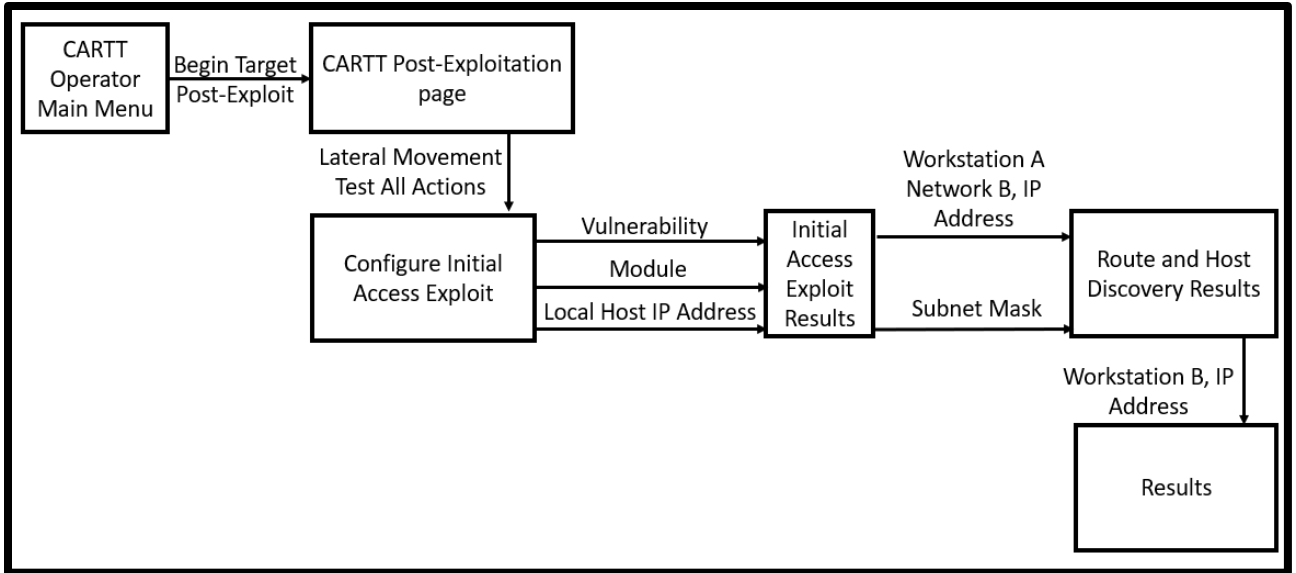 CARTT
Operator
Main Menu
Begin Target
Post-Exploit
CARTT Post-Exploitation
page
Lateral Movement
Test All Actions
Configure Initial
Access Exploit
Vulnerability
Module
Local Host IP Address
Initial
Access
Exploit
Results
Workstation A
Network B, IP
Address
Subnet Mask
Route and Host
Discovery Results
Workstation B, IP
Address
Results